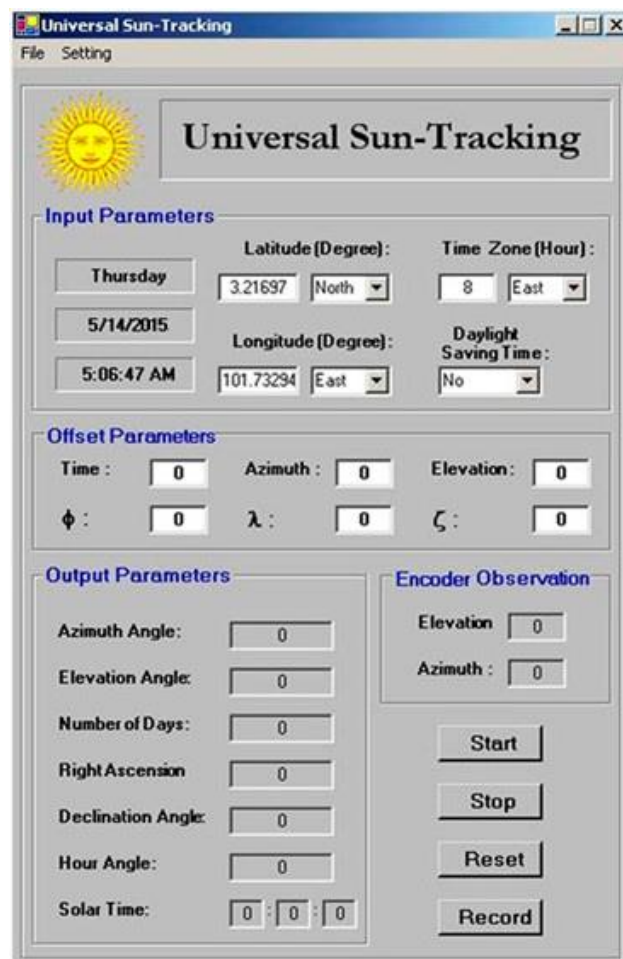 Universal Sun-Tracking
File Setting
Universal Sun-Tracking
Input Parameters
Latitude (Degree) : Time Zone (Hour) :
Thursday 3.21697 North 8 East
5/14/2015
Longitude (Degree) : Daylight
Saving Time :
5:06:47 AM 101.73294 East No
Offset Parameters
Time : 0 Azimuth : 0 Elevation : 0
ϕ : 0 λ : 0 ζ : 0
Output Parameters
Azimuth Angle: 0
Elevation Angle: 0
Number of Days: 0
Right Ascension 0
Declination Angle: 0
Hour Angle: 0
Solar Time: 0 : 0 : 0
Encoder Observation
Elevation 0
Azimuth : 0
Start
Stop
Reset
Record